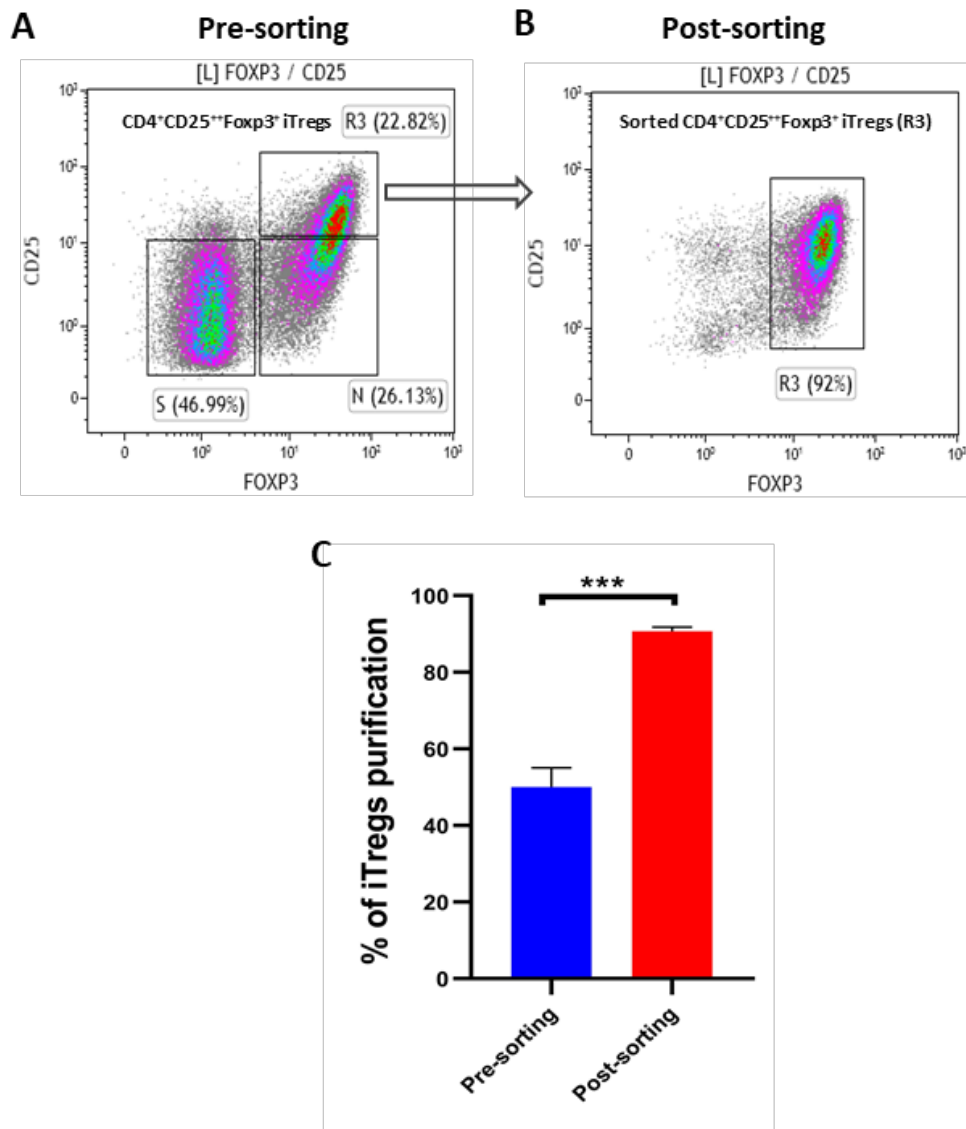 A
Pre-sorting
[L] FOXP3 / CD25
CD4⁺CD25⁺⁺Foxp3⁺ iTregs
R3 (22.82%)
10³
10²
10¹
10⁰
0
CD25
S (46.99%)
N (26.13%)
0
10⁰
10¹
10²
10³
FOXP3
B
Post-sorting
[L] FOXP3 / CD25
Sorted CD4⁺CD25⁺⁺Foxp3⁺ iTregs (R3)
10³
10²
10¹
10⁰
0
CD25
R3 (92%)
0
10⁰
10¹
10²
10³
FOXP3
C
***
100
80
60
40
20
0
% of iTregs purification
Pre-sorting
Post-sorting